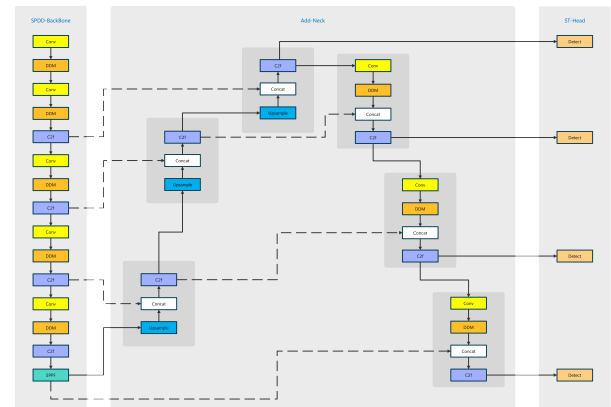 SPDD-BackBone
Add-Neck
ST-Head
Conv
DDM
Conv
DDM
C2f
Conv
DDM
C2f
Conv
DDM
C2f
Conv
DDM
C2f
SPPF
C2f
Concat
Upsample
C2f
Concat
Upsample
C2f
Concat
Upsample
Conv
DDM
Concat
C2f
Conv
DDM
Concat
C2f
Conv
DDM
Concat
C2f
Detect
Detect
Detect
Detect